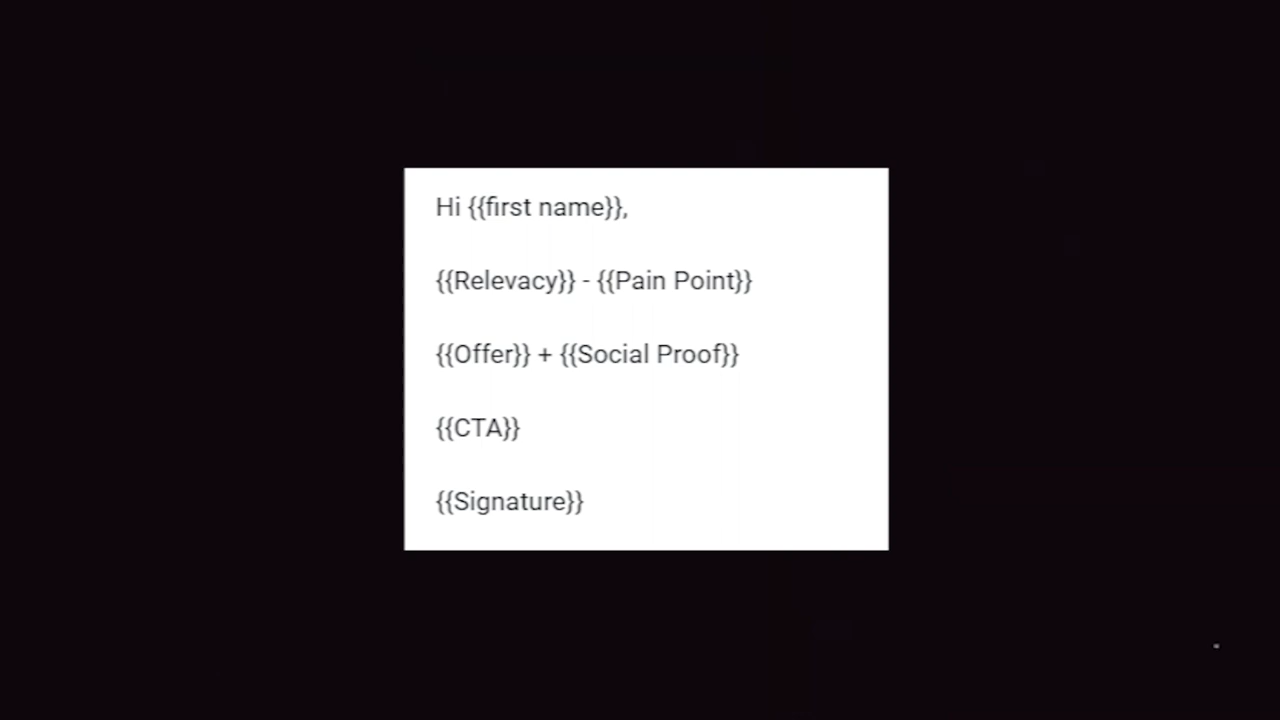 Hi {{first name}},
{{Relevacy}} - {{Pain Point}}
{{Offer}} + {{Social Proof}}
{{CTA}}
{{Signature}}